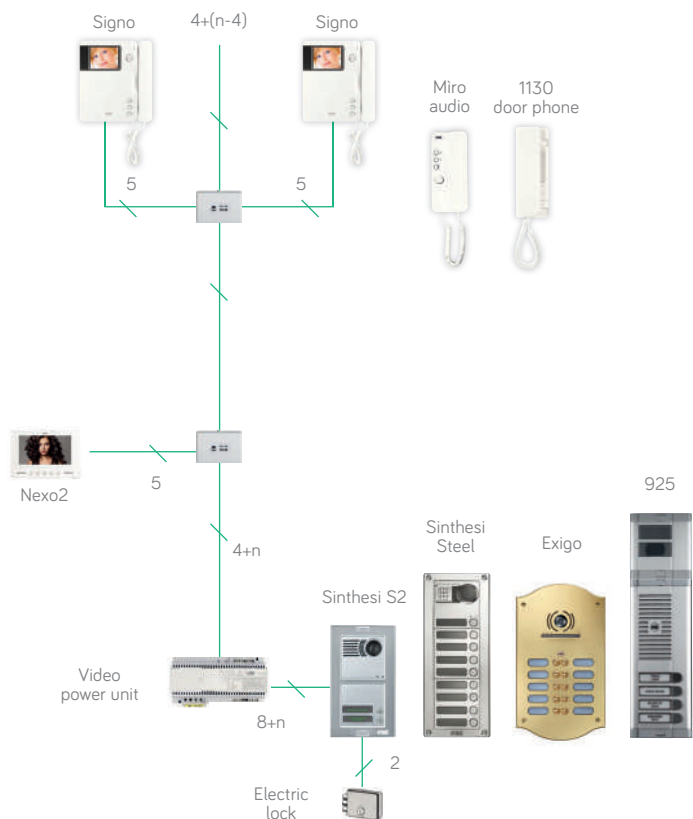 Signo
4+(n-4)
Signo
Miro
audio
1130
door phone
5
5
Nexo2
5
4+n
Sinthesi S2
Sinthesi
Steel
Exigo
925
Video
power unit
8+n
2
Electric
lock